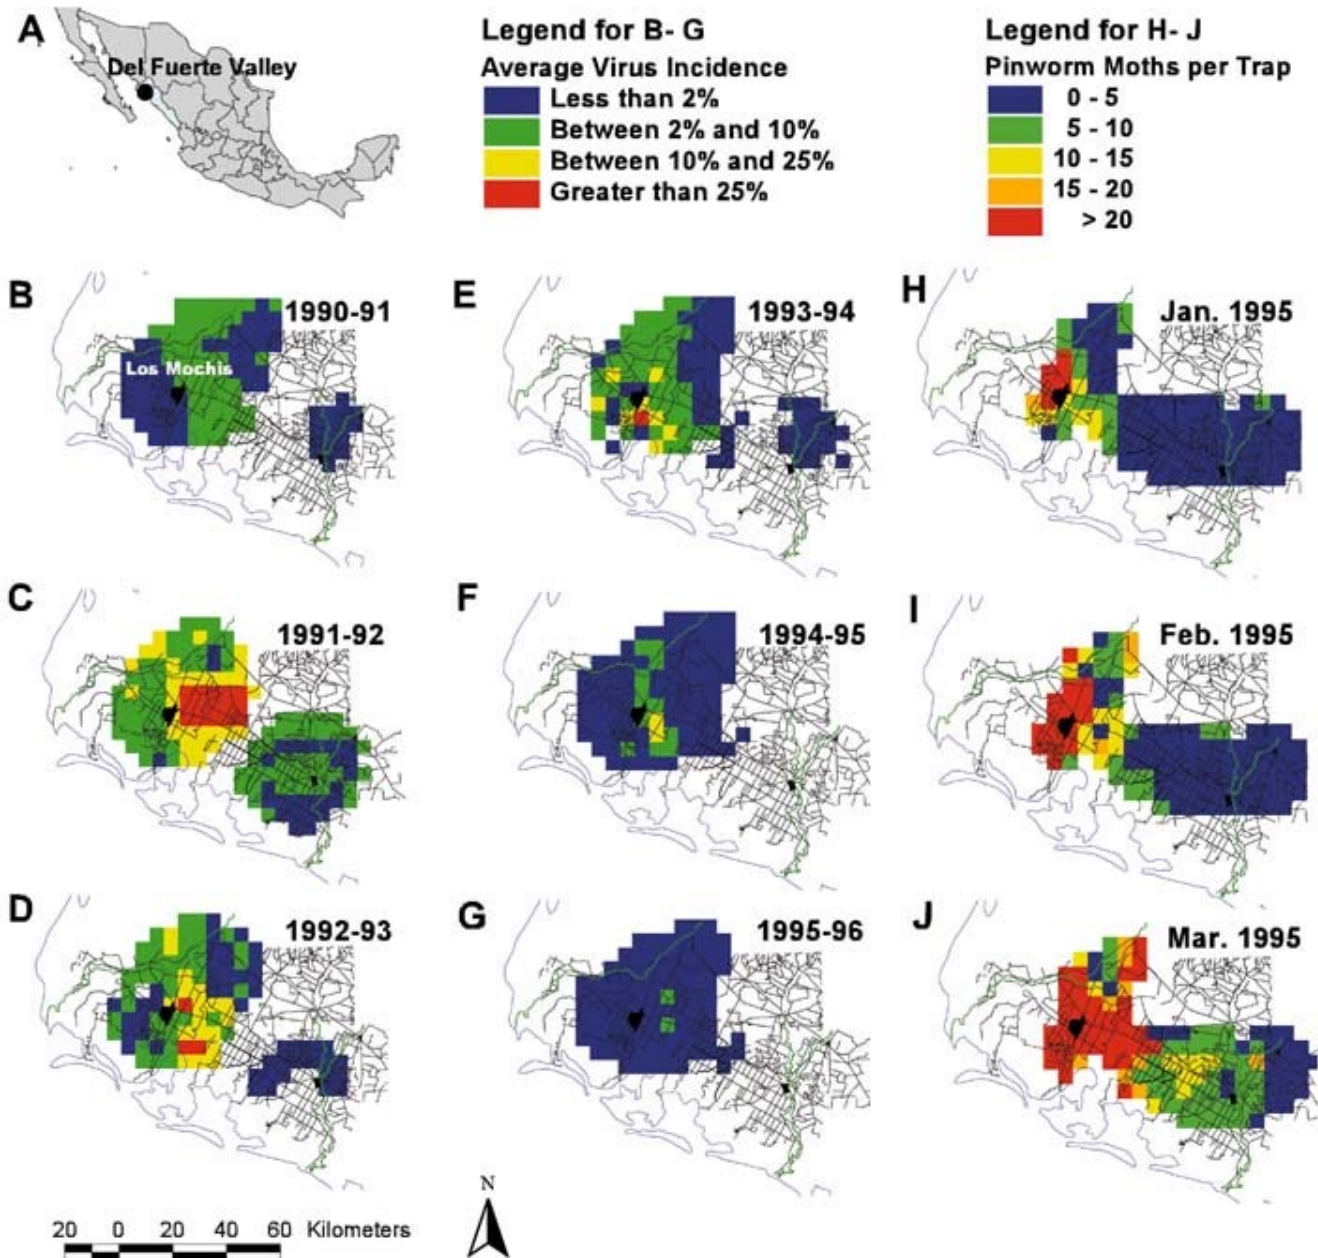 A
Del Fuerte Valley
Legend for B- G
Average Virus Incidence
Less than 2%
Between 2% and 10%
Between 10% and 25%
Greater than 25%
Legend for H- J
Pinworm Moths per Trap
0 - 5
5 - 10
10 - 15
15 - 20
> 20
B
1990-91
Los Mochis
E
1993-94
H
Jan. 1995
C
1991-92
F
1994-95
I
Feb. 1995
D
1992-93
G
1995-96
J
Mar. 1995
N
20 0 20 40 60 Kilometers